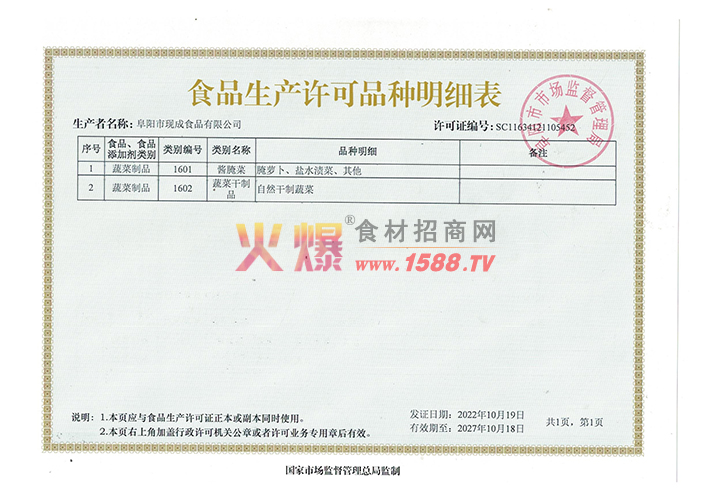 食品生产许可品种明细表
生产者名称：阜阳市现成食品有限公司
许可证编号：SC11634121105452
序号 食品、食品添加剂类别 类别编号 类别名称 品种明细 备注
1 蔬菜制品 1601 酱腌菜 腌萝卜、盐水渍菜、其他
2 蔬菜制品 1602 蔬菜干制品 自然干制蔬菜
火爆®食材招商网
www.1588.TV
说明：1.本页应与食品生产许可证正本或副本同时使用。
2.本页右上角加盖行政许可机关公章或者许可业务专用章后有效。
发证日期：2022年10月19日
有效期至：2027年10月18日
共1页，第1页
国家市场监督管理总局监制